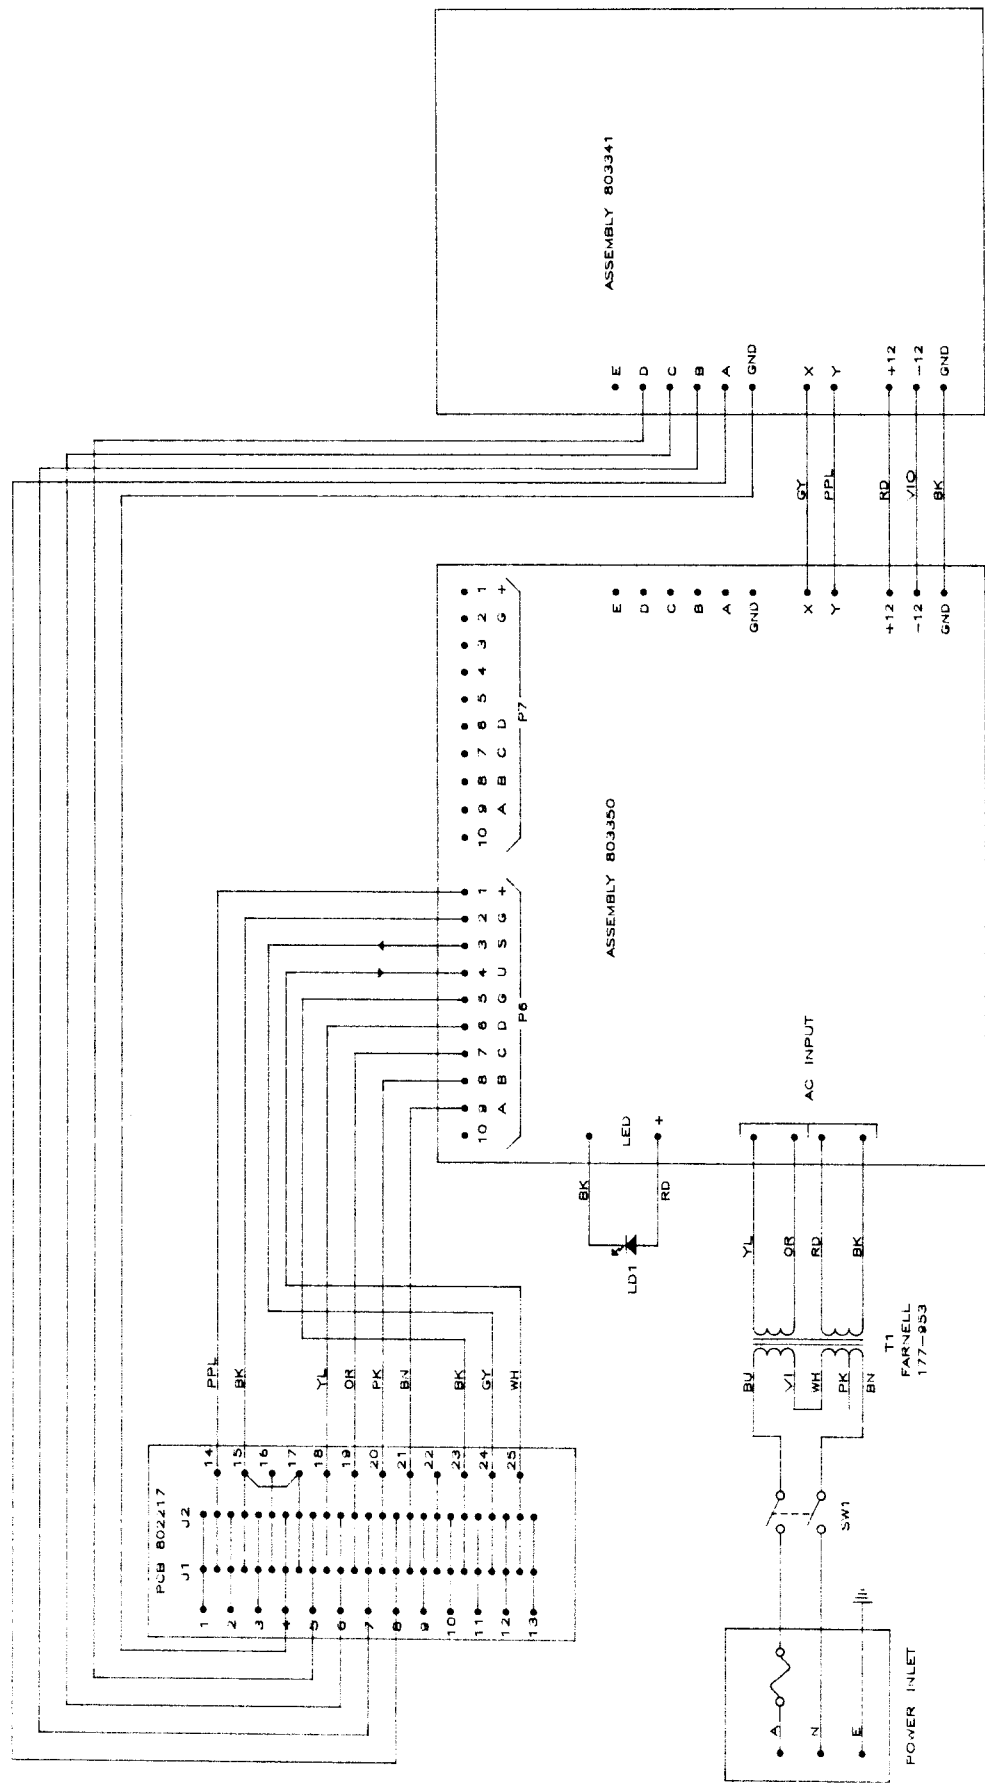 ASSEMBLY 803341
E
D
C
B
A
GND
X
Y
+12
-12
GND
GY
PPL
RD
VIO
BK
E
D
C
B
A
GND
X
Y
+12
-12
GND
10 9 8 7 6 5 4 3 2 1
A B C D G +
P7
10 9 8 7 6 5 4 3 2 1
A B C D G U S G +
P6
ASSEMBLY 803350
AC INPUT
LED
+
BK
RD
LD1
YL
OR
RD
BK
T1
FARNELL
177-953
BU
VI
WH
PK
BN
SW1
PPL
BK
YL
OR
PK
BN
BK
GY
WH
PCB 802217
J1 J2
14
15
16
17
18
19
20
21
22
23
24
25
1
2
3
4
5
6
7
8
9
10
11
12
13
A
N
E
POWER INLET